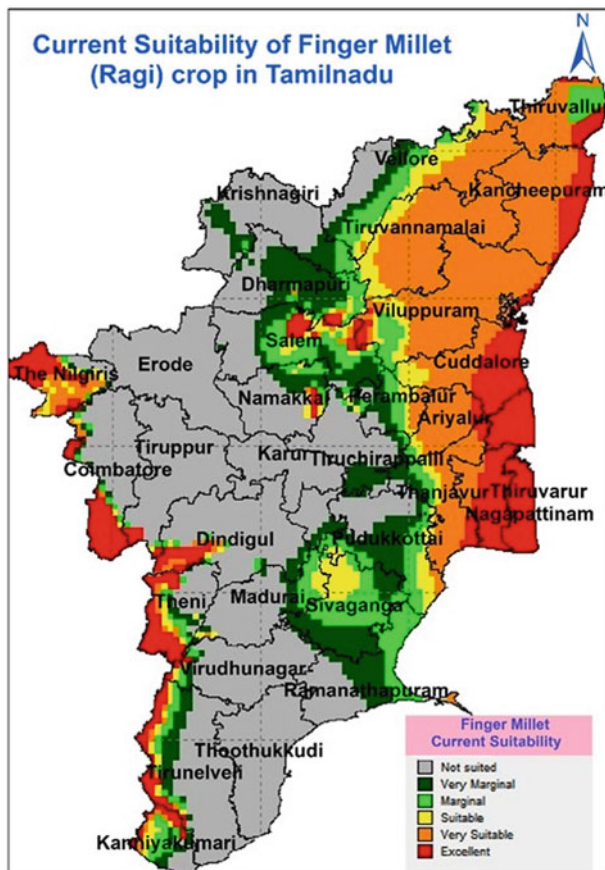 Current Suitability of Finger Millet
(Ragi) crop in Tamilnadu
N
Thiruvallur
Vellore
Krishnagiri
Kancheepuram
Tiruvannamalai
Dharmapuri
Viluppuram
Salem
Cuddalore
Erode
The Nilgiris
Namakkal
Perambalur
Ariyalur
Tiruppur
Karur
Tiruchirappalli
Coimbatore
Thanjavur
Thiruvarur
Nagapattinam
Dindigul
Pudukkottai
Madurai
Theni
Sivaganga
Virudhunagar
Ramanathapuram
Thoothukkudi
Tirunelveli
Kanniyakumari
Finger Millet
Current Suitability
Not suited
Very Marginal
Marginal
Suitable
Very Suitable
Excellent